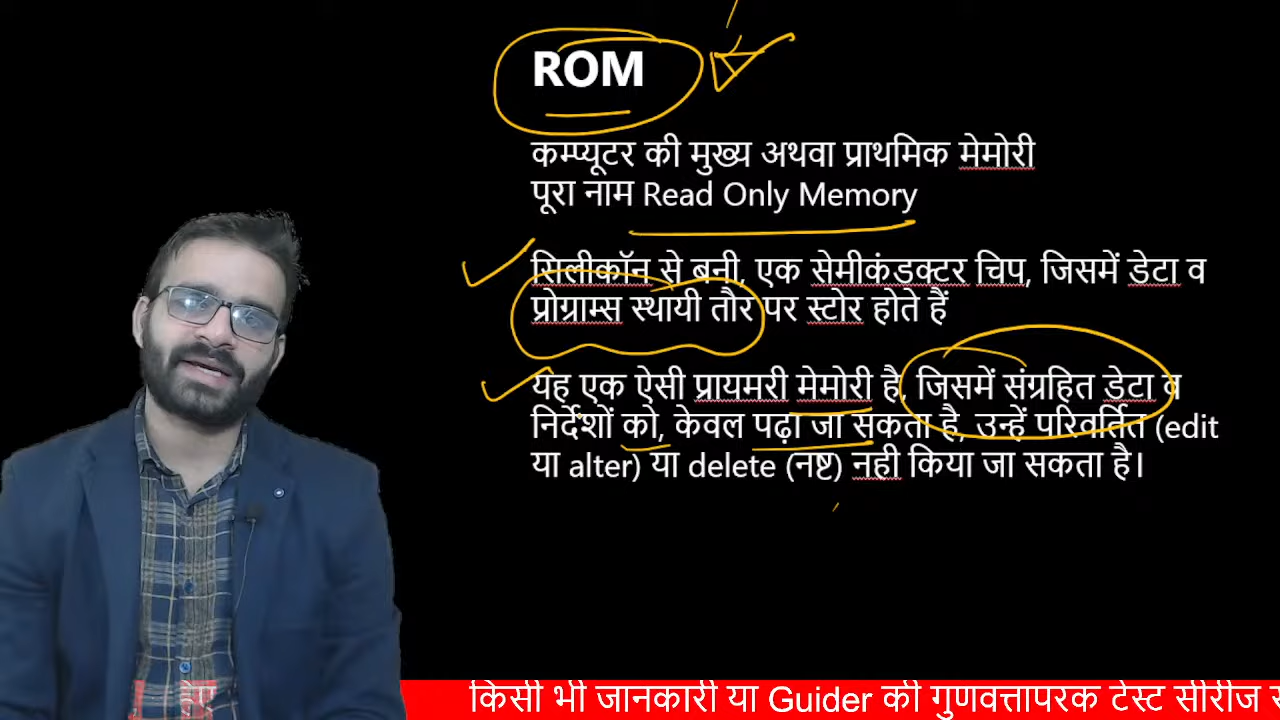 ROM
कम्प्यूटर की मुख्य अथवा प्राथमिक मेमोरी
पूरा नाम Read Only Memory
सिलीकॉन से बनी, एक सेमीकंडक्टर चिप, जिसमें डेटा व
प्रोग्राम्स स्थायी तौर पर स्टोर होते हैं
यह एक ऐसी प्रायमरी मेमोरी है, जिसमें संग्रहित डेटा व
निर्देशों को, केवल पढ़ा जा सकता है, उन्हें परिवर्तित (edit
या alter) या delete (नष्ट) नही किया जा सकता है।
किसी भी जानकारी या Guider की गुणवत्तापरक टेस्ट सीरीज